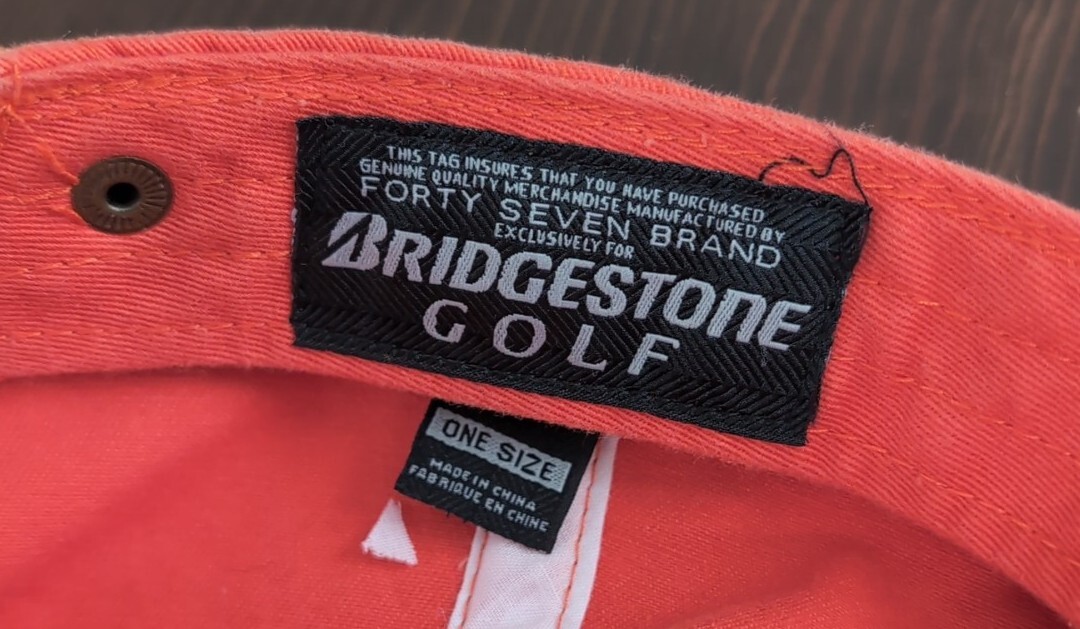 THIS TAG INSURES THAT YOU HAVE PURCHASED
GENUINE QUALITY MERCHANDISE MANUFACTURED BY
FORTY SEVEN BRAND
EXCLUSIVELY FOR
BRIDGESTONE
GOLF
ONE SIZE
MADE IN CHINA
FABRIQUE EN CHINE